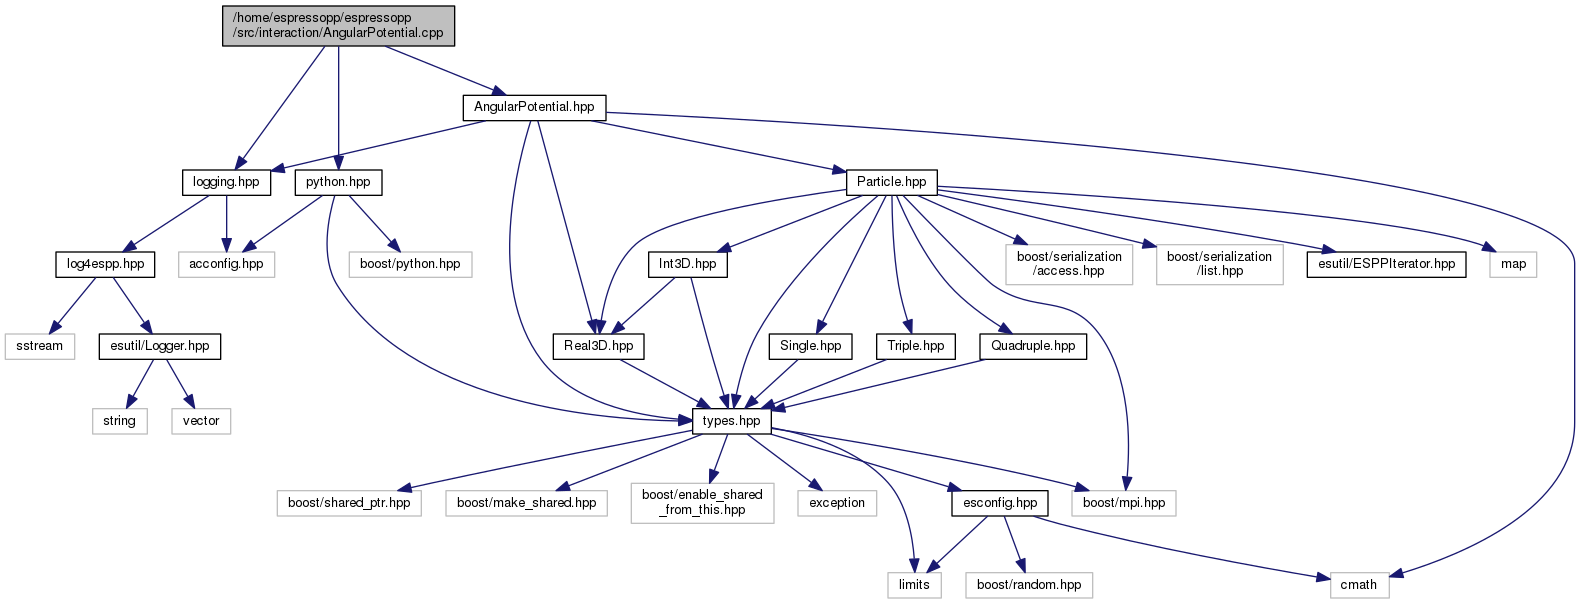 /home/espressopp/espressopp
/src/interaction/AngularPotential.cpp
AngularPotential.hpp
logging.hpp
python.hpp
Particle.hpp
log4espp.hpp
acconfig.hpp
boost/python.hpp
Int3D.hpp
boost/serialization
/access.hpp
boost/serialization
/list.hpp
esutil/ESPPIterator.hpp
map
sstream
esutil/Logger.hpp
Real3D.hpp
Single.hpp
Triple.hpp
Quadruple.hpp
string
vector
types.hpp
boost/shared_ptr.hpp
boost/make_shared.hpp
boost/enable_shared
_from_this.hpp
exception
esconfig.hpp
boost/mpi.hpp
limits
boost/random.hpp
cmath